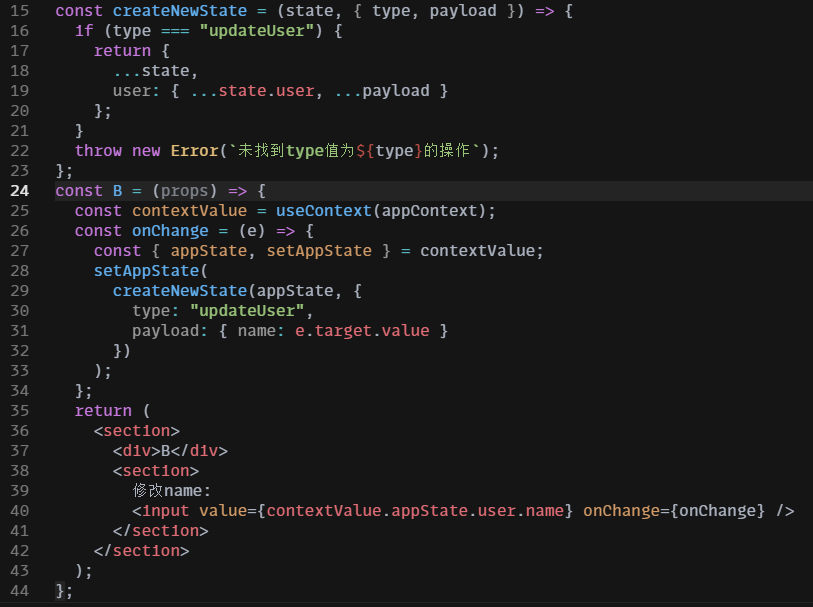 15 const createNewState = (state, { type, payload }) => {
16   if (type === "updateUser") {
17     return {
18       ...state,
19       user: { ...state.user, ...payload }
20     };
21   }
22   throw new Error(`未找到type值为${type}的操作`);
23 };
24 const B = (props) => {
25   const contextValue = useContext(appContext);
26   const onChange = (e) => {
27     const { appState, setAppState } = contextValue;
28     setAppState(
29       createNewState(appState, {
30         type: "updateUser",
31         payload: { name: e.target.value }
32       })
33     );
34   };
35   return (
36     <section>
37       <div>B</div>
38       <section>
39         修改name:
40         <input value={contextValue.appState.user.name} onChange={onChange} />
41       </section>
42     </section>
43   );
44 };